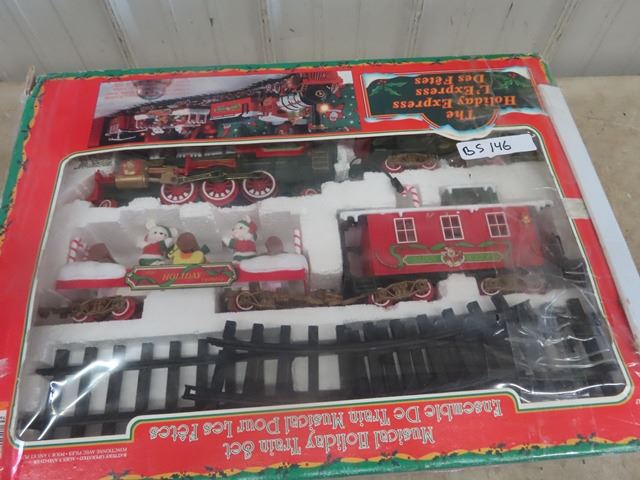 The
Holiday Express
L'Express
Des Fêtes
BS 146
HOLIDAY
Musical Holiday Train Set
Ensemble De Train Musical Pour Les Fêtes